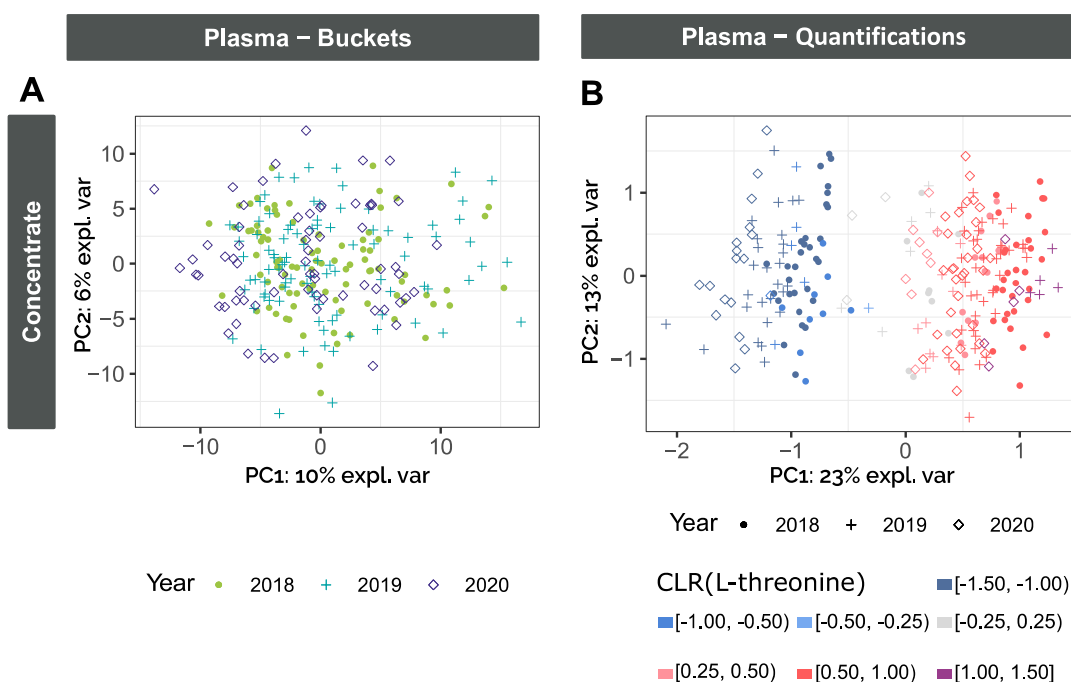 Plasma – Buckets
Plasma – Quantifications
A
B
Concentrate
PC2: 6% expl. var
10
5
0
−5
−10
−10
0
10
PC1: 10% expl. var
PC2: 13% expl. var
1
0
−1
−2
−1
0
1
PC1: 23% expl. var
Year 2018 2019 2020
Year 2018 2019 2020
CLR(L-threonine) [-1.50, -1.00)
[-1.00, -0.50) [-0.50, -0.25) [-0.25, 0.25)
[0.25, 0.50) [0.50, 1.00) [1.00, 1.50]